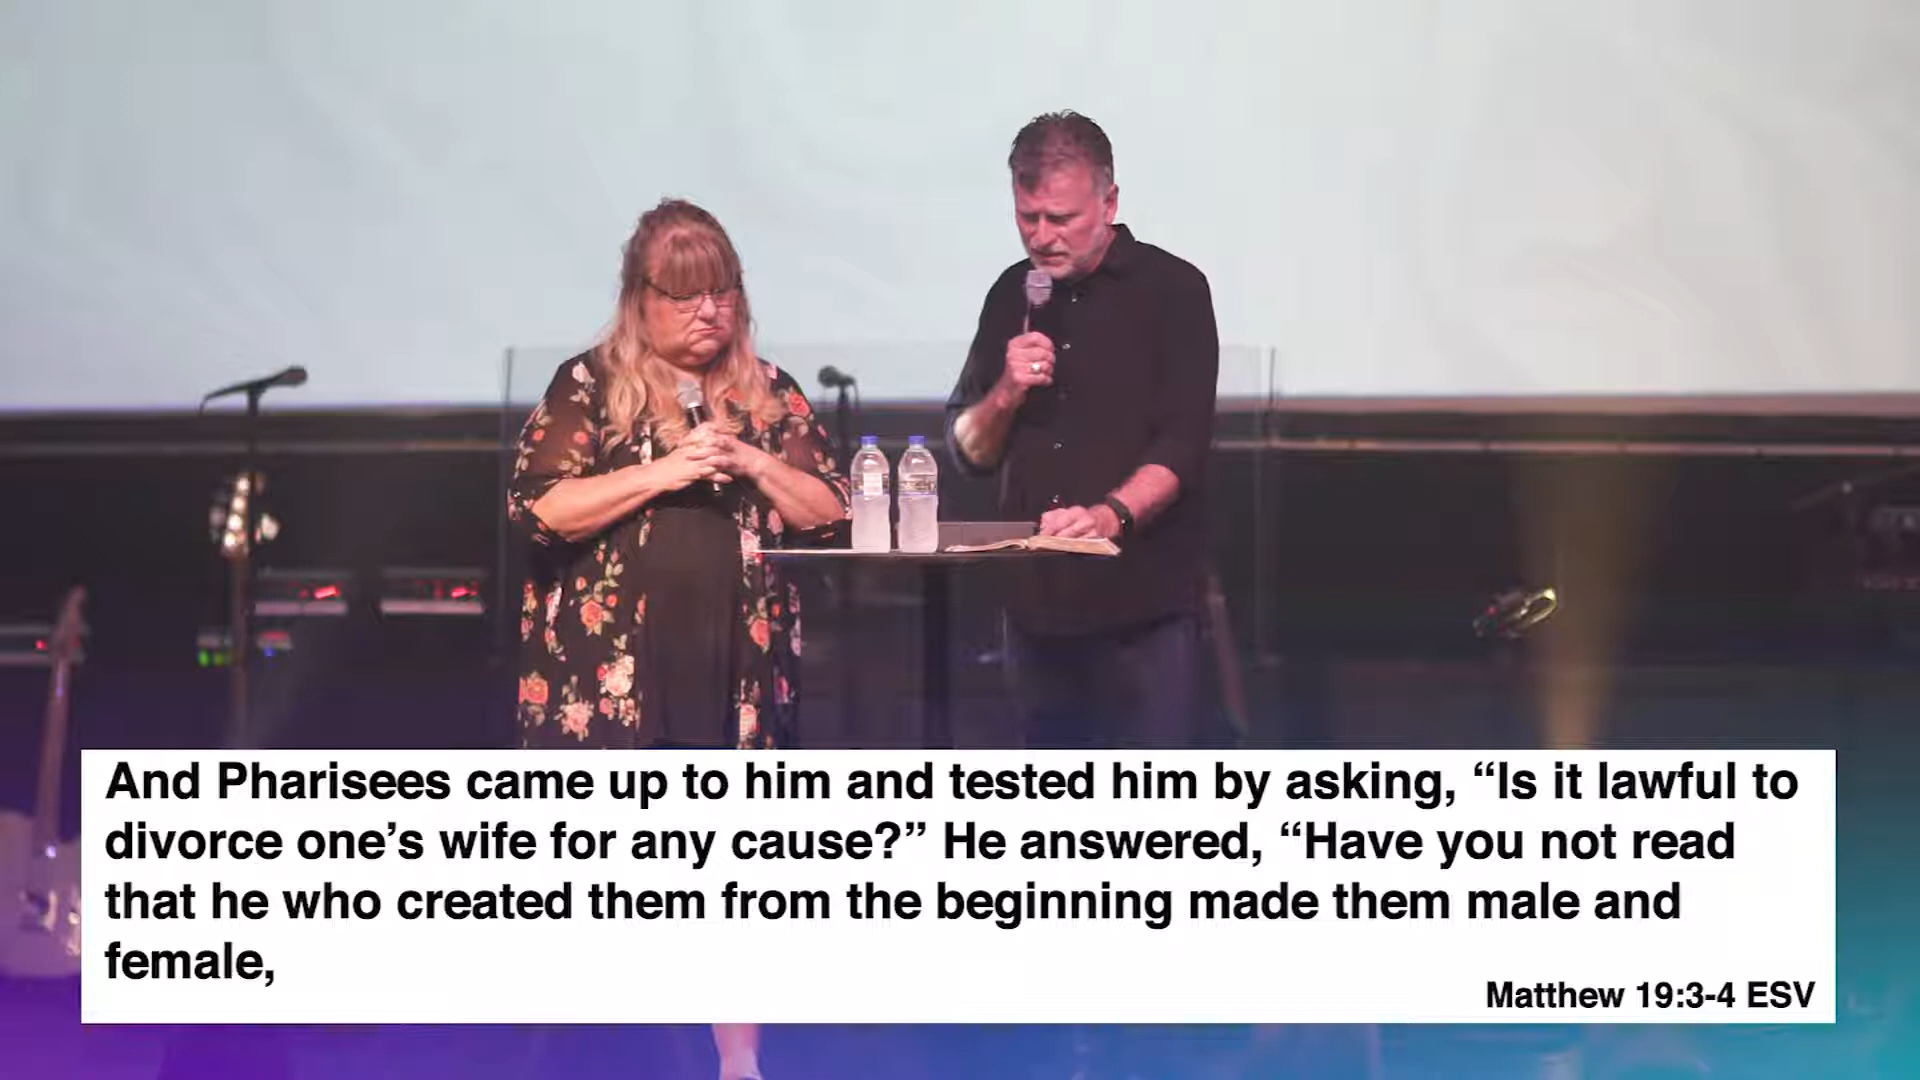 And Pharisees came up to him and tested him by asking, “Is it lawful to
divorce one’s wife for any cause?” He answered, “Have you not read
that he who created them from the beginning made them male and
female,
Matthew 19:3-4 ESV